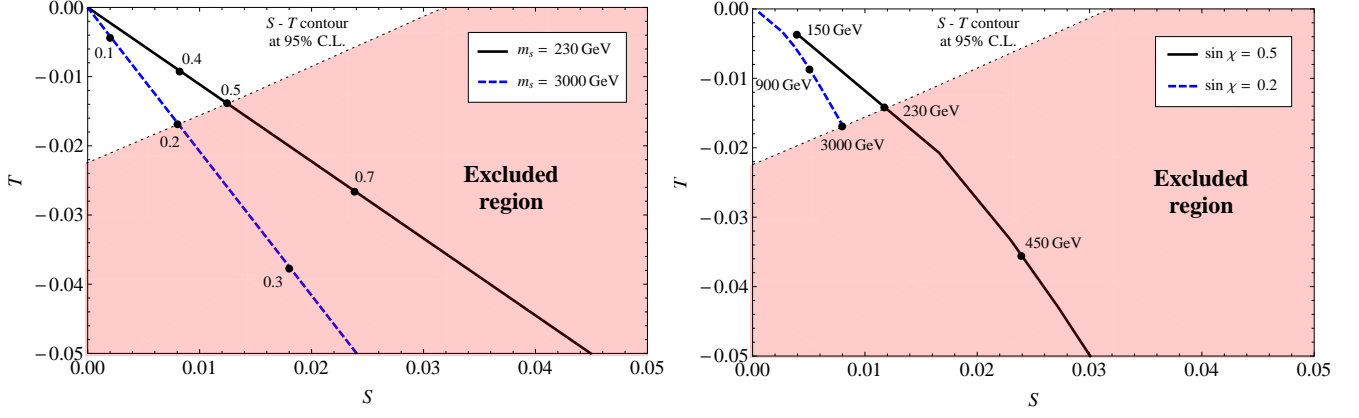 S - T contour
at 95% C.L.
m_s = 230 GeV
m_s = 3000 GeV
0.1
0.4
0.5
0.2
0.7
0.3
Excluded
region
0.00
−0.01
−0.02
−0.03
−0.04
−0.05
T
0.00 0.01 0.02 0.03 0.04 0.05
S
S - T contour
at 95% C.L.
sin χ = 0.5
sin χ = 0.2
150 GeV
900 GeV
230 GeV
3000 GeV
450 GeV
Excluded
region
0.00
−0.01
−0.02
−0.03
−0.04
−0.05
T
0.00 0.01 0.02 0.03 0.04 0.05
S